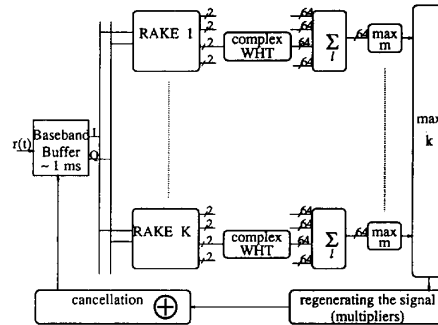 2
2
2
2
RAKE 1
complex
WHT
64
64
64
64
Σ
l
64
max
m
r(t)
Baseband
Buffer
~ 1 ms
I
Q
max
k
2
2
2
2
RAKE K
complex
WHT
64
64
64
64
Σ
l
64
max
m
cancellation
regenerating the signal
(multipliers)